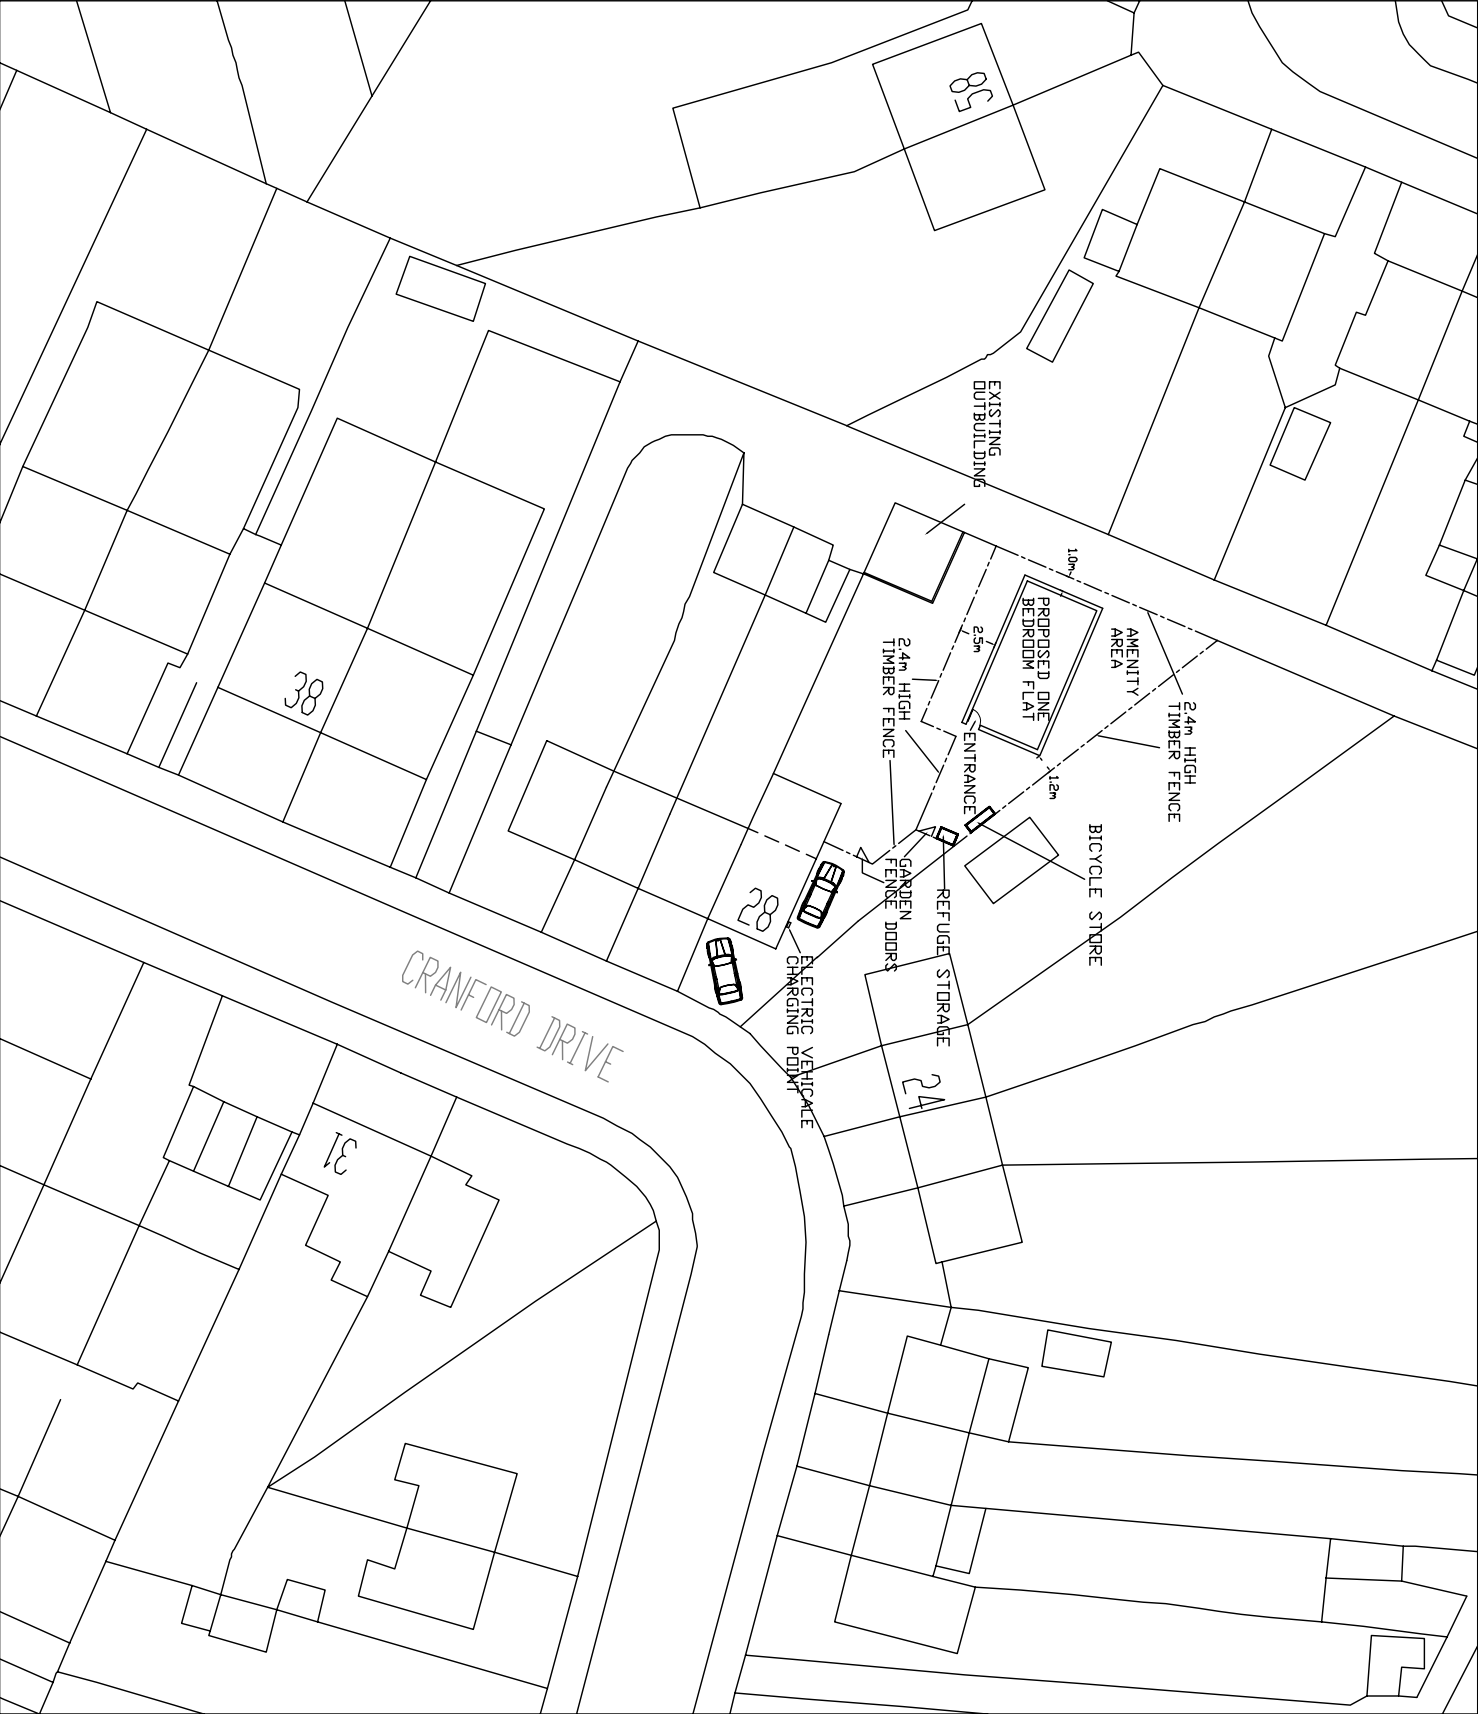 58
EXISTING
OUTBUILDING
1.0m
PROPOSED ONE
BEDROOM FLAT
AMENITY
AREA
2.5m
2.4m HIGH
TIMBER FENCE
2.4m HIGH
TIMBER FENCE
ENTRANCE
1.2m
BICYCLE STORE
GARDEN
FENCE DOORS
REFUGE STORAGE
ELECTRIC VEHICALE
CHARGING POINT
38
28
24
CRANFORD DRIVE
31